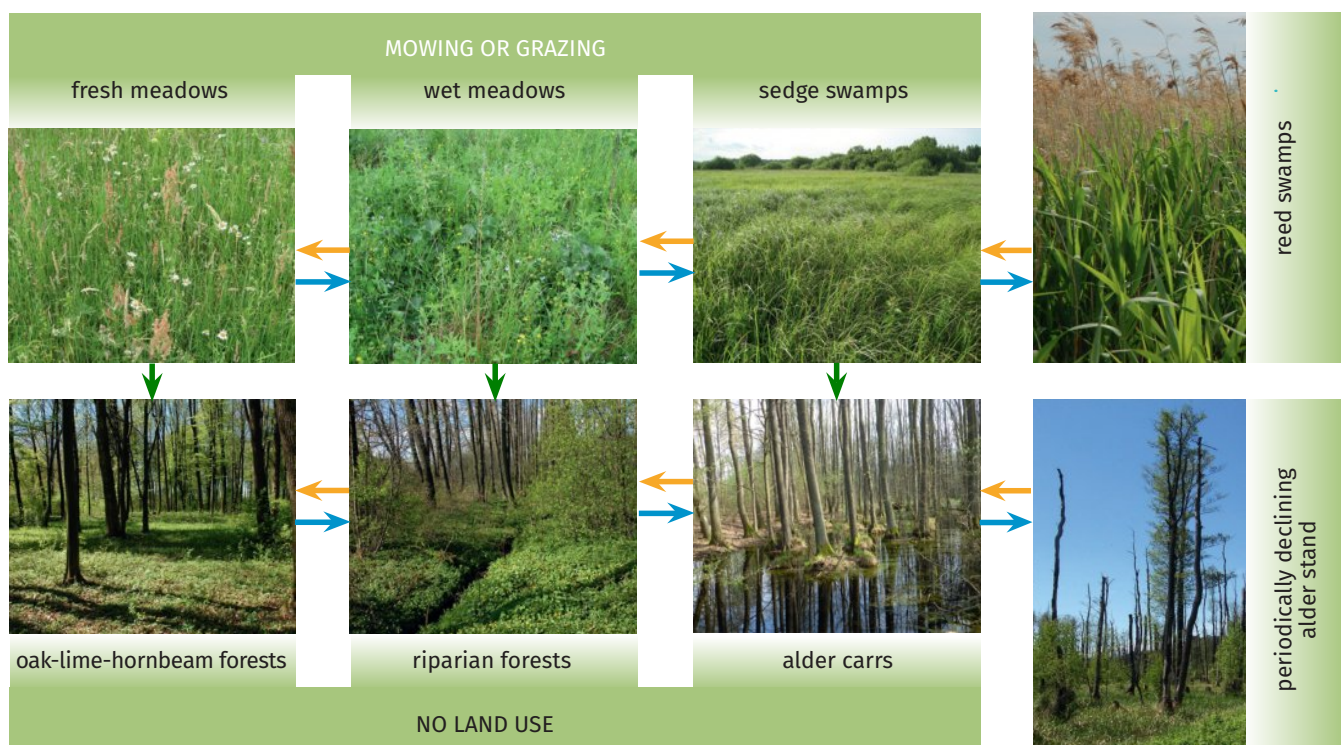 MOWING OR GRAZING
fresh meadows
wet meadows
sedge swamps
reed swamps
oak-lime-hornbeam forests
riparian forests
alder carrs
periodically declining
alder stand
NO LAND USE